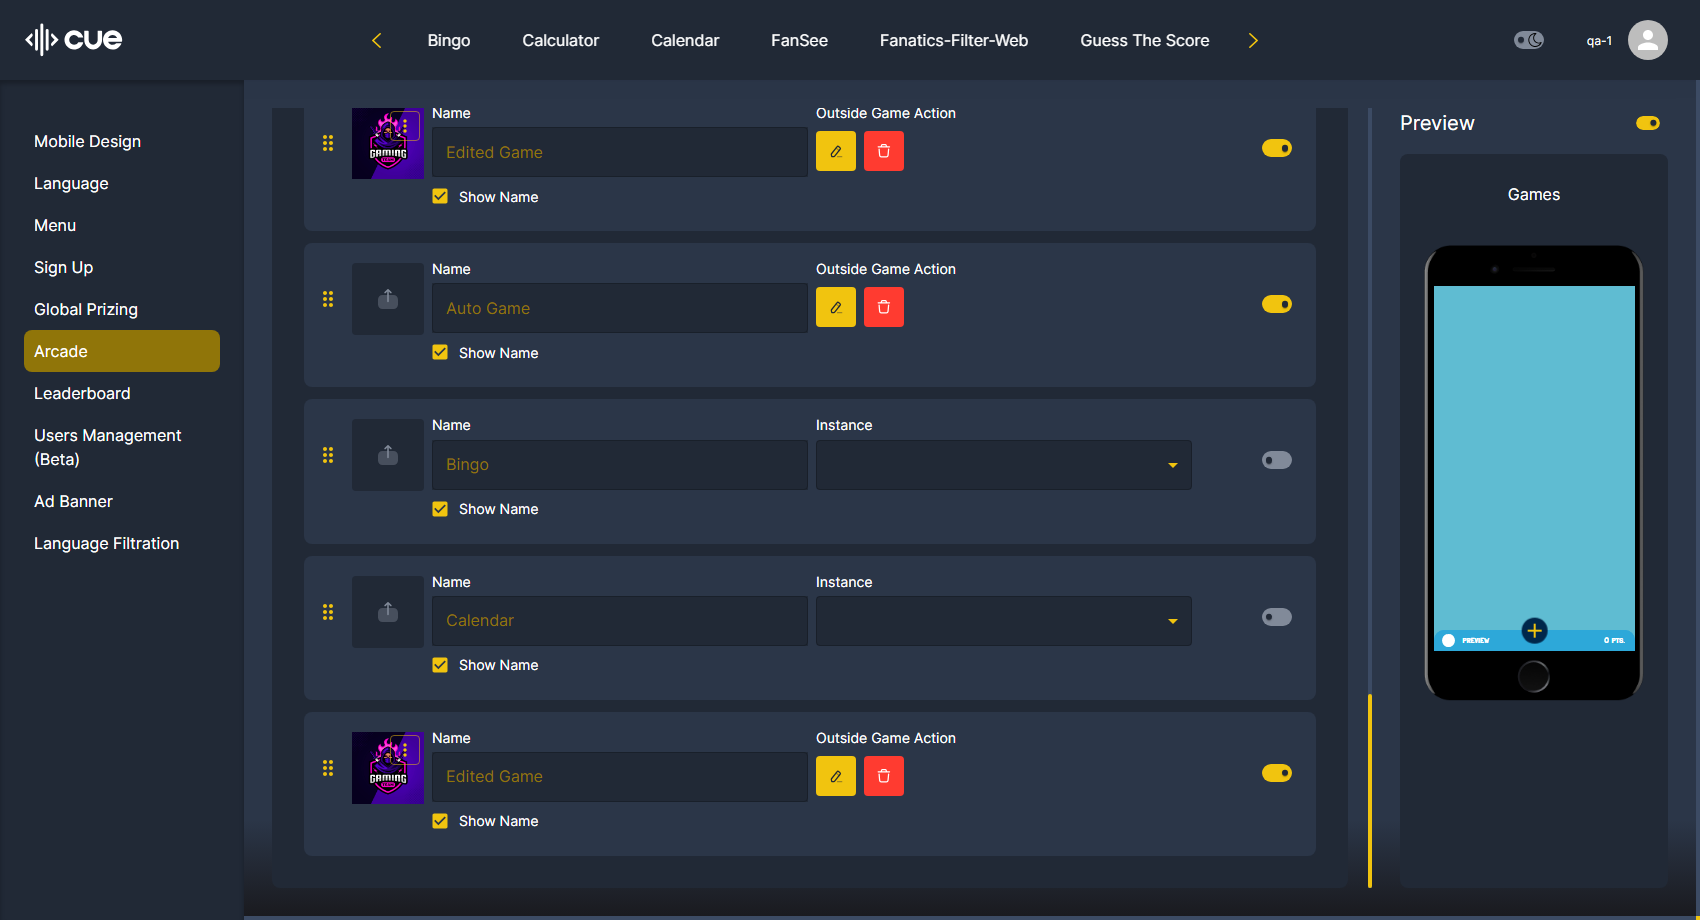 cue
Bingo
Calculator
Calendar
FanSee
Fanatics-Filter-Web
Guess The Score
qa-1
Mobile Design
Language
Menu
Sign Up
Global Prizing
Arcade
Leaderboard
Users Management
(Beta)
Ad Banner
Language Filtration
Name
Outside Game Action
GAMING
Edited Game
Show Name
Name
Outside Game Action
Auto Game
Show Name
Name
Instance
Bingo
Show Name
Name
Instance
Calendar
Show Name
Name
Outside Game Action
GAMING
Edited Game
Show Name
Preview
Games
PREVIEW
0 PTS.